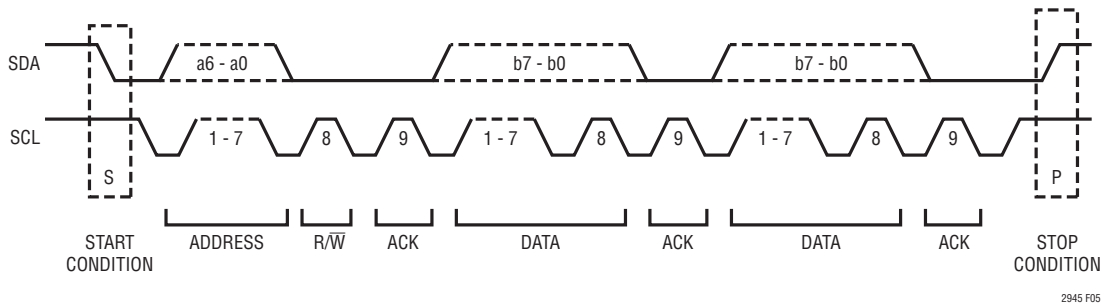 SDA
a6 - a0
b7 - b0
b7 - b0
SCL
1 - 7
8
9
1 - 7
8
9
1 - 7
8
9
S
P
START
CONDITION
ADDRESS
R/W̅
ACK
DATA
ACK
DATA
ACK
STOP
CONDITION
2945 F05